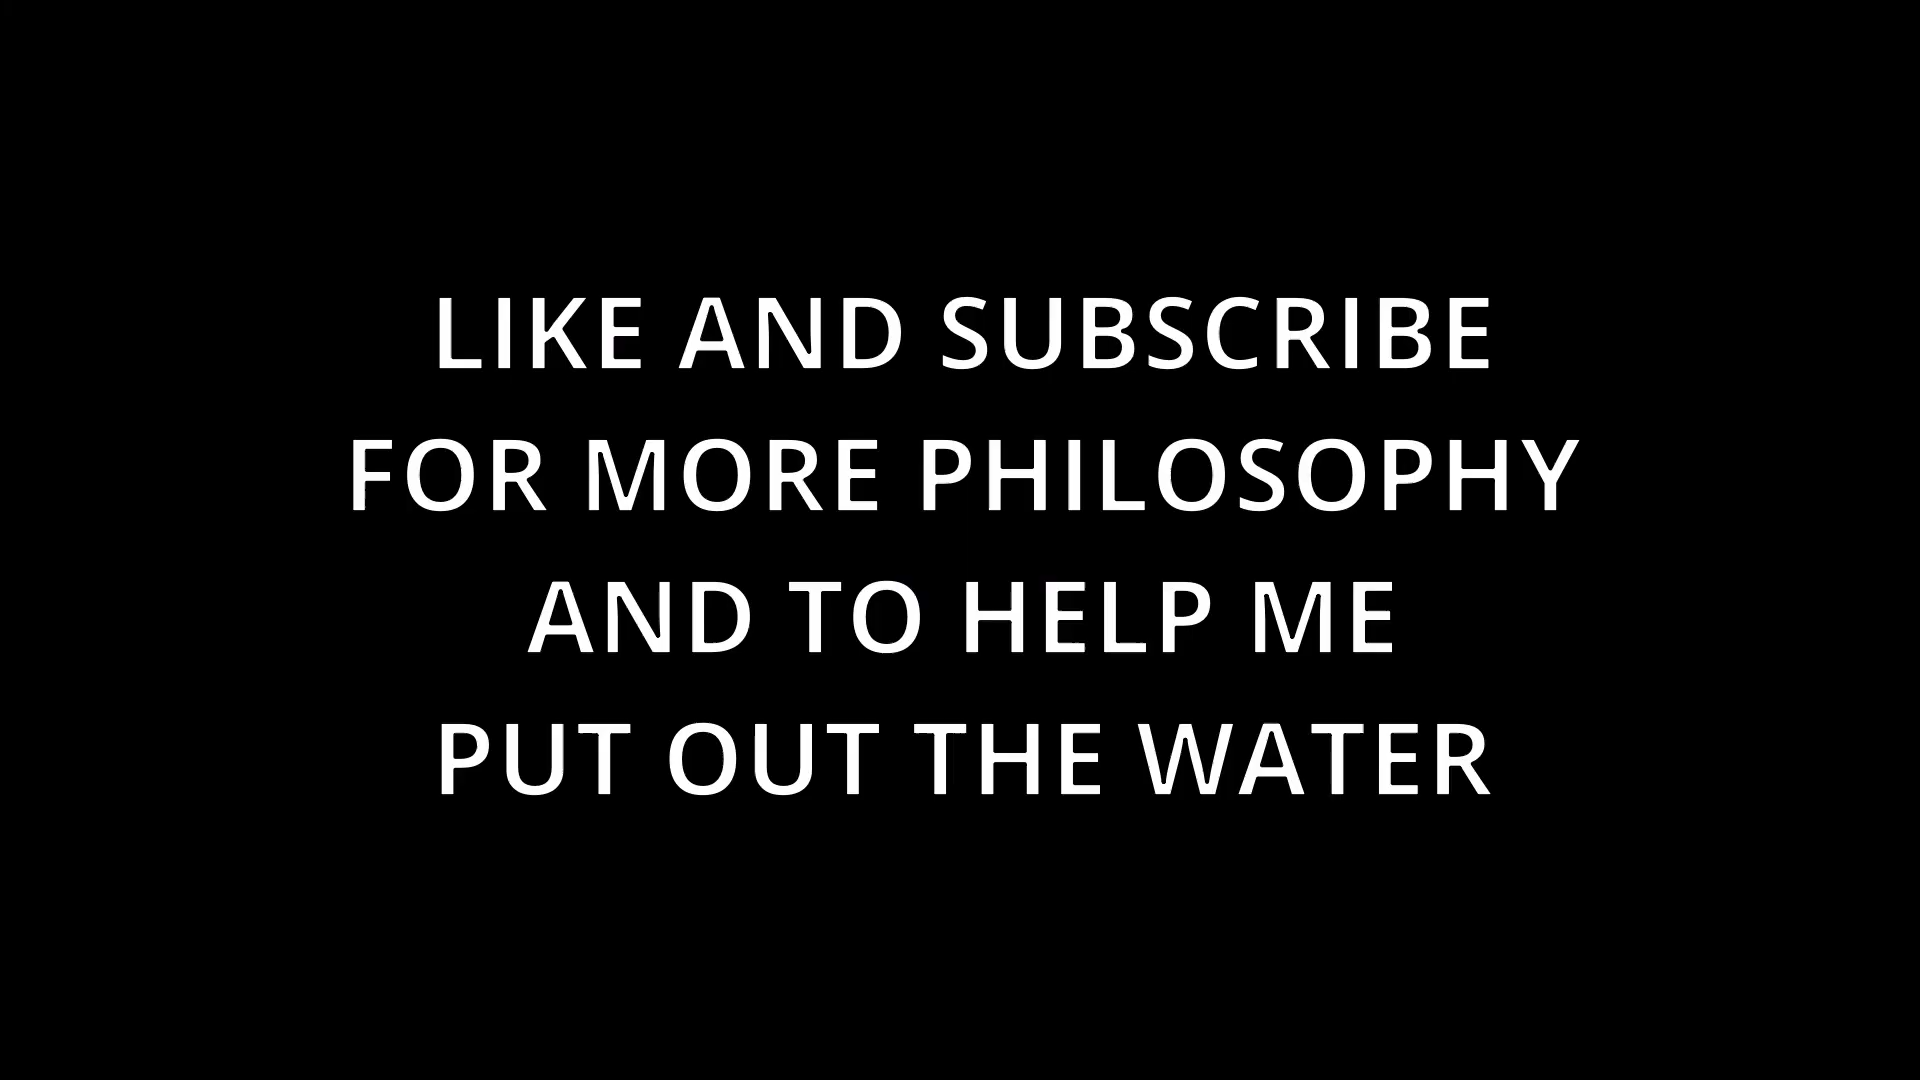 LIKE AND SUBSCRIBE
FOR MORE PHILOSOPHY
AND TO HELP ME
PUT OUT THE WATER